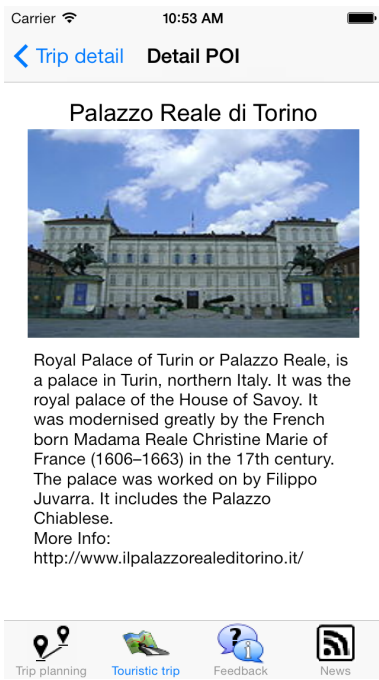 Carrier 10:53 AM
Trip detail Detail POI
Palazzo Reale di Torino
Royal Palace of Turin or Palazzo Reale, is
a palace in Turin, northern Italy. It was the
royal palace of the House of Savoy. It
was modernised greatly by the French
born Madama Reale Christine Marie of
France (1606–1663) in the 17th century.
The palace was worked on by Filippo
Juvarra. It includes the Palazzo
Chiablese.
More Info:
http://www.ilpalazzorealeditorino.it/
Trip planning Touristic trip Feedback News